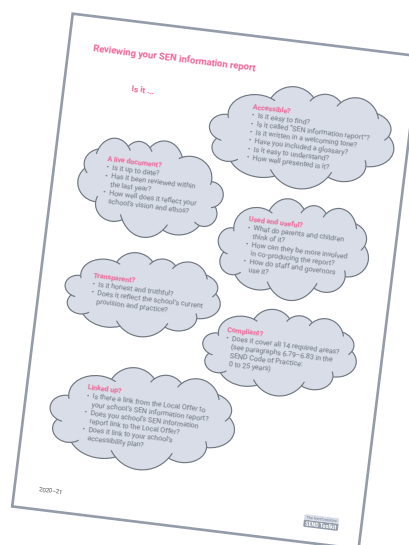 Reviewing your SEN information report
Is it ...
Accessible?
• Is it easy to find?
• Is it called "SEN information report"?
• Is it written in a welcoming tone?
• Have you included a glossary?
• Is it easy to understand?
• How well presented is it?
A live document?
• Is it up to date?
• Has it been reviewed within
the last year?
• How well does it reflect your
school's vision and ethos?
Used and useful?
• What do parents and children
think of it?
• How can they be more involved
in co-producing the report?
• How do staff and governors
use it?
Transparent?
• Is it honest and truthful?
• Does it reflect the school's current
provision and practice?
Compliant?
• Does it cover all 14 required areas?
(see paragraphs 6.79–6.83 in the
SEND Code of Practice:
0 to 25 years)
Linked up?
• Is there a link from the Local Offer to
your school's SEN information report?
• Does you school's SEN information
report link to the Local Offer?
• Does it link to your school's
accessibility plan?
2020–21
SEND Toolkit